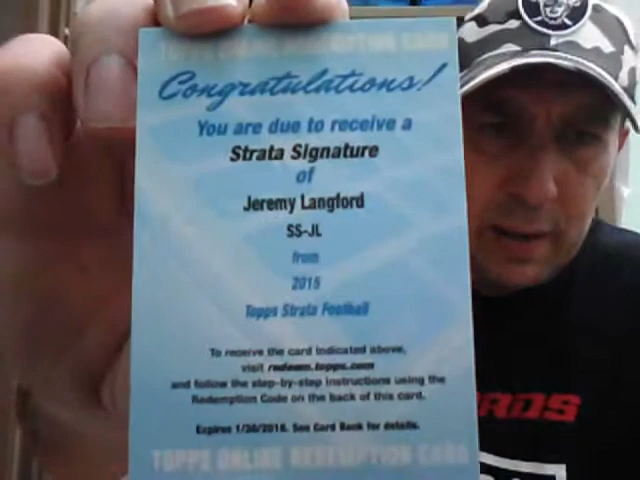 TOPPS ONLINE REDEMPTION CARD
Congratulations!
You are due to receive a
Strata Signature
of
Jeremy Langford
SS-JL
from
2015
Topps Strata Football
To receive the card indicated above,
visit redeem.topps.com
and follow the step-by-step instructions using the
Redemption Code on the back of this card.
Expires 1/30/2018. See Card Back for details.
TOPPS ONLINE REDEMPTION CARD